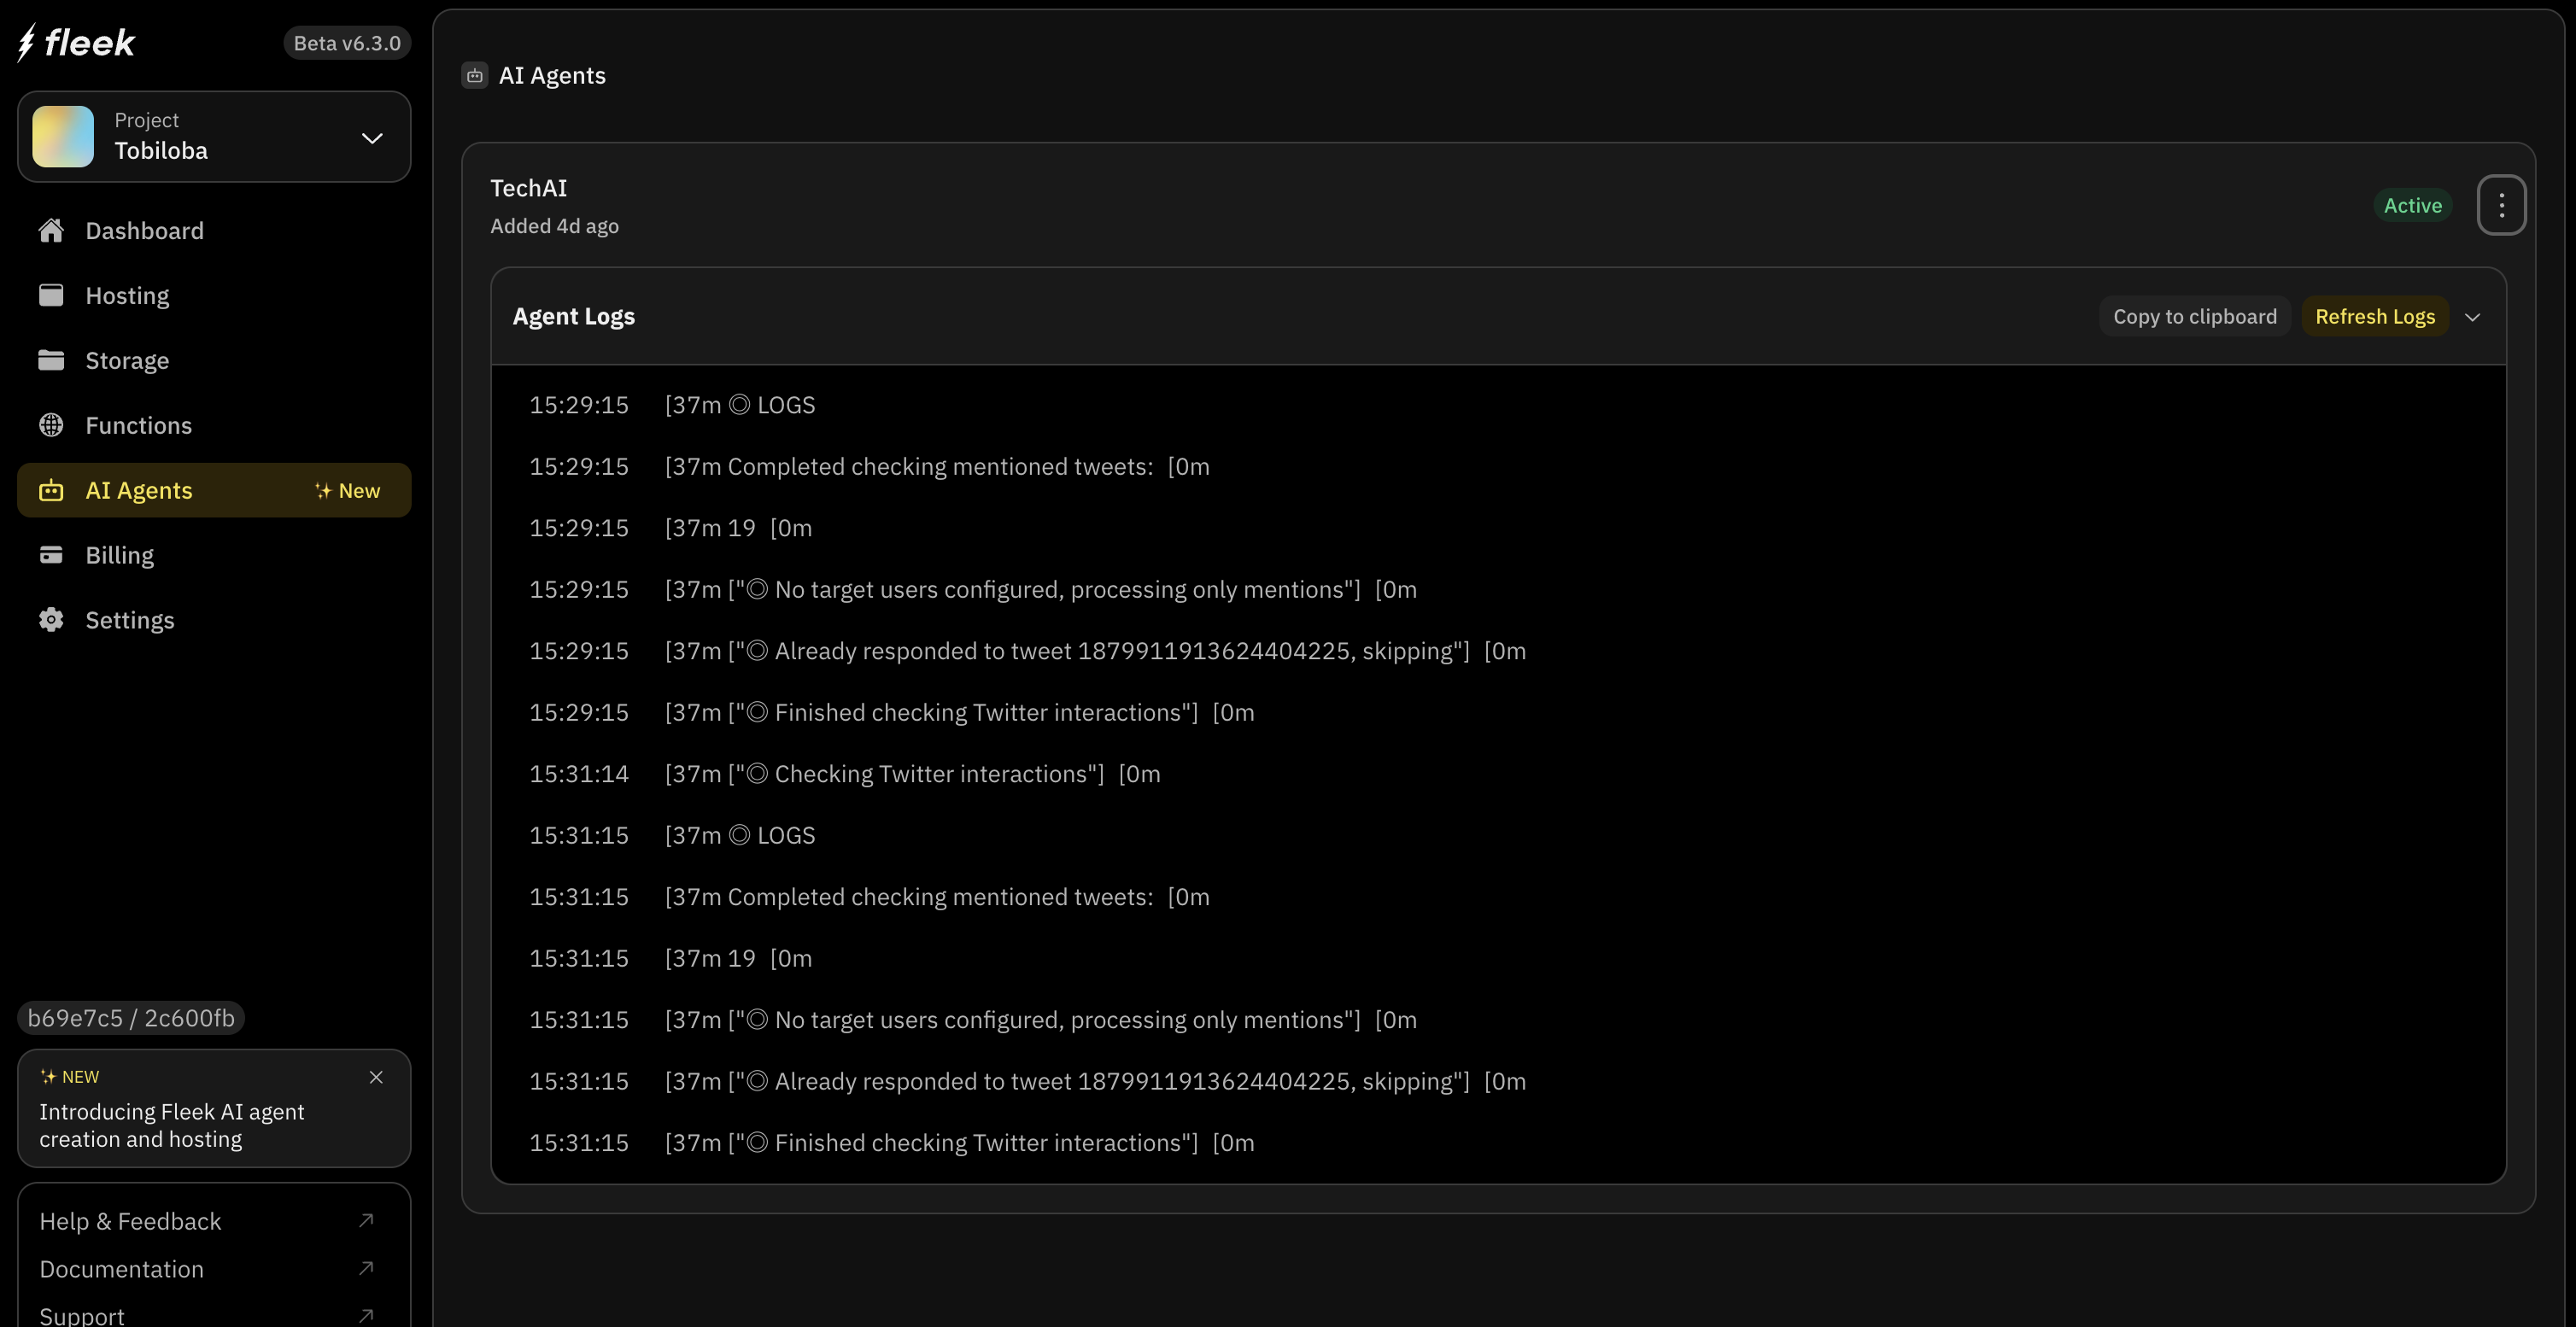 fleek
Beta v6.3.0
Project
Tobiloba
Dashboard
Hosting
Storage
Functions
AI Agents ✨ New
Billing
Settings
b69e7c5 / 2c600fb
✨ NEW
Introducing Fleek AI agent
creation and hosting
Help & Feedback
Documentation
Support
AI Agents
TechAI
Added 4d ago
Active
Agent Logs
Copy to clipboard
Refresh Logs
15:29:15 [37m ◎ LOGS
15:29:15 [37m Completed checking mentioned tweets: [0m
15:29:15 [37m 19 [0m
15:29:15 [37m ["◎ No target users configured, processing only mentions"] [0m
15:29:15 [37m ["◎ Already responded to tweet 1879911913624404225, skipping"] [0m
15:29:15 [37m ["◎ Finished checking Twitter interactions"] [0m
15:31:14 [37m ["◎ Checking Twitter interactions"] [0m
15:31:15 [37m ◎ LOGS
15:31:15 [37m Completed checking mentioned tweets: [0m
15:31:15 [37m 19 [0m
15:31:15 [37m ["◎ No target users configured, processing only mentions"] [0m
15:31:15 [37m ["◎ Already responded to tweet 1879911913624404225, skipping"] [0m
15:31:15 [37m ["◎ Finished checking Twitter interactions"] [0m